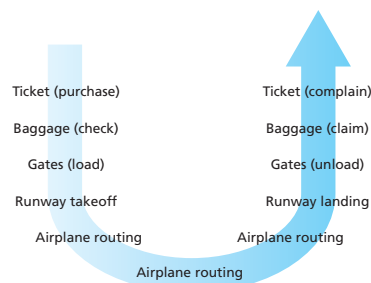 Ticket (purchase)
Baggage (check)
Gates (load)
Runway takeoff
Airplane routing
Airplane routing
Ticket (complain)
Baggage (claim)
Gates (unload)
Runway landing
Airplane routing